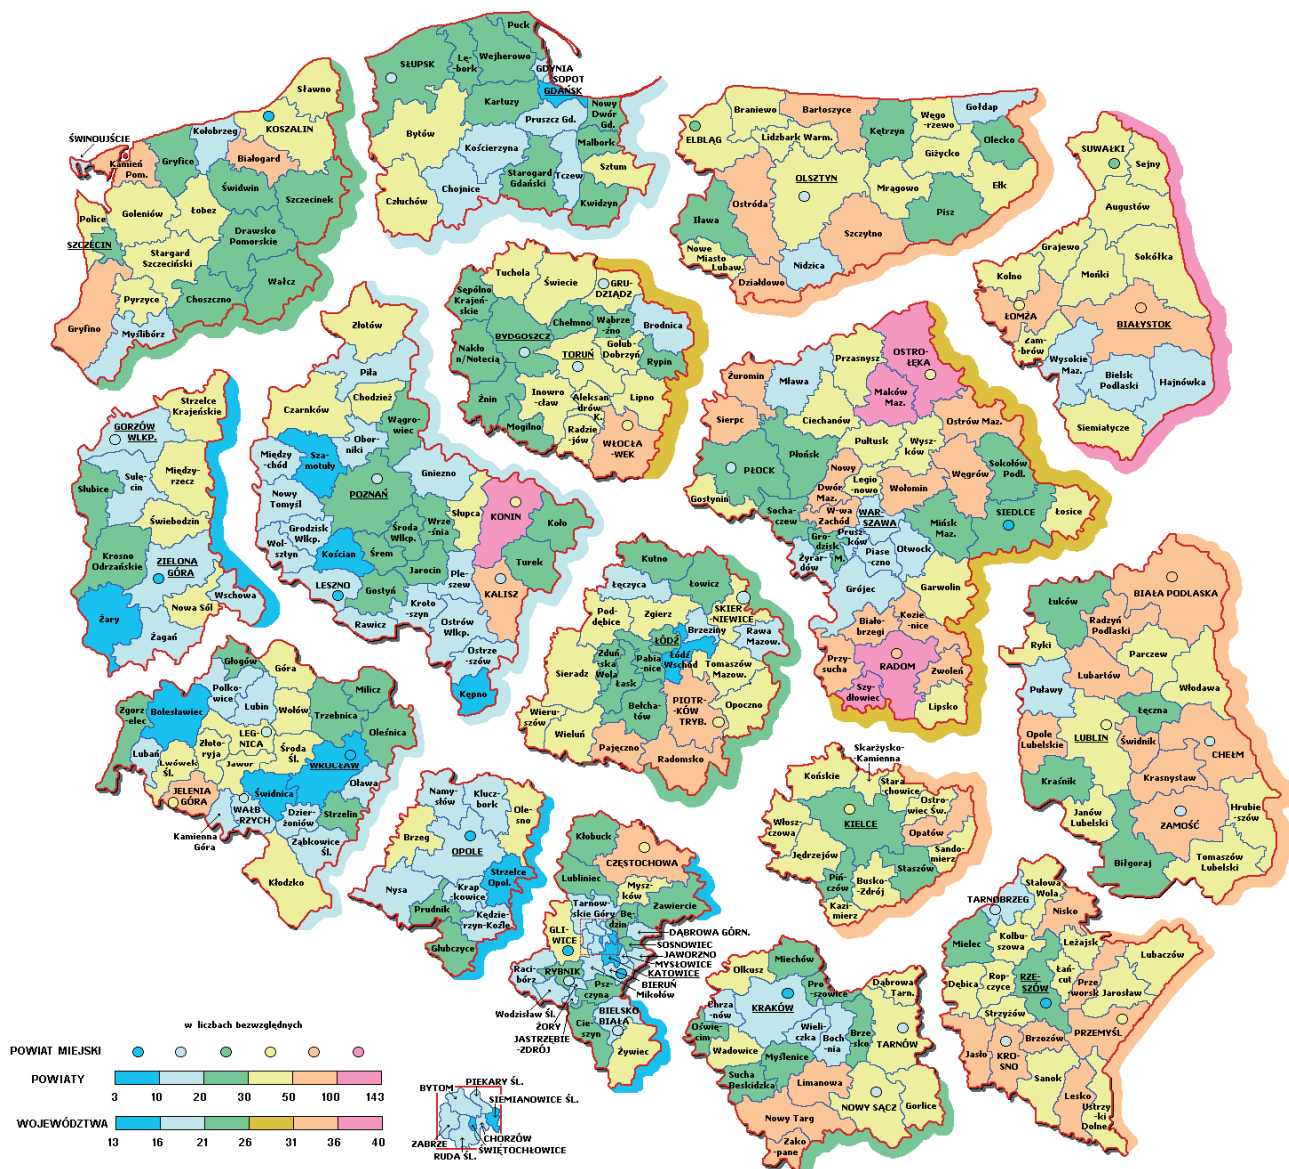 Puck
SŁUPSK
Lę-
-bork
Wejherowo
GDYNIA
SOPOT
GDAŃSK
Kartuzy
Nowy
Dwór
Gd.
Bytów
Pruszcz Gd.
Kościerzyna
Malbork
Sztum
Chojnice
Starogard
Gdański
Tczew
Człuchów
Kwidzyn
Sławno
KOSZALIN
ŚWINOUJŚCIE
Kołobrzeg
Kamień
Pom.
Gryfice
Białogard
Świdwin
Szczecinek
Police
Goleniów
Łobez
SZCZECIN
Drawsko
Pomorskie
Stargard
Szczeciński
Wałcz
Pyrzyce
Choszczno
Gryfino
Myślibórz
Braniewo
Bartoszyce
Gołdap
Węgo
-rzewo
Kętrzyn
ELBLĄG
Lidzbark Warm.
Olecko
Giżycko
OLSZTYN
Mrągowo
Ełk
Ostróda
Iława
Pisz
Szczytno
Nowe
Miasto
Lubaw.
Nidzica
Działdowo
SUWAŁKI
Sejny
Augustów
Grajewo
Sokółka
Kolno
Mońki
ŁOMŻA
BIAŁYSTOK
Zam-
-brów
Wysokie
Maz.
Bielsk
Podlaski
Hajnówka
Siemiatycze
Tuchola
Świecie
GRU-
DZIĄDZ
Sępólno
Krajeń-
skie
Chełmno
Wąbrze-
-źno
Brodnica
BYDGOSZCZ
Golub-
Dobrzyń
Nakło
n/Notecią
TORUŃ
Rypin
Inowro
-cław
Aleksan-
drów
K.
Lipno
Żnin
Mogilno
Radzie-
jów
WŁOCŁA
-WEK
Złotów
Piła
Czarnków
Chodzież
Wągro-
wiec
Obor-
niki
Między
-chód
Sza-
motuły
Gniezno
POZNAŃ
Nowy
Tomyśl
Słupca
KONIN
Grodzisk
Wlkp.
Środa
Wlkp.
Wrze-
-śnia
Koło
Wol-
sztyn
Kościan
Śrem
Turek
LESZNO
Jarocin
Ple-
szew
Gostyń
KALISZ
Rawicz
Kroto-
-szyn
Ostrów
Wlkp.
Ostrze-
-szów
Kępno
Strzelce
Krajeńskie
GORZÓW
WLKP.
Słubice
Sulę-
cin
Między-
rzecz
Świebodzin
Krosno
Odrzańskie
ZIELONA
GÓRA
Nowa Sól
Wschowa
Żary
Żagań
Żuromin
Mława
Przasnysz
OSTRO-
-ŁĘKA
Maków
Maz.
Sierpc
Ciechanów
Ostrów Maz.
Pułtusk
Wysz-
ków
PŁOCK
Płońsk
Nowy
Dwór
Maz.
Legio
-nowo
Wołomin
Węgrów
Sokołów
Podl.
Gostynin
Socha-
czew
W-wa
Zachód
WAR-
SZAWA
Mińsk
Maz.
SIEDLCE
Łosice
Gro-
dzisk
M.
Prusz-
ków
Piase-
czno
Otwock
Żyrar-
dów
Grójec
Garwolin
Biało-
brzegi
Kozie-
nice
Przy-
sucha
RADOM
Zwoleń
Szy-
dłowiec
Lipsko
Kutno
Łęczyca
Łowicz
Pod-
dębice
Zgierz
SKIER
NIEWICE
ŁÓDŹ
Brzeziny
Rawa
Mazow.
Zduń
ska
Wola
Pabia-
nice
Łódź
Wschód
Sieradz
Łask
Tomaszów
Mazow.
Bełcha-
tów
PIOTR-
KÓW
TRYB.
Opoczno
Wieru-
szów
Wieluń
Pajęczno
Radomsko
BIAŁA PODLASKA
Łuków
Radzyń
Podlaski
Ryki
Parczew
Lubartów
Włodawa
Puławy
Łęczna
Opole
Lubelskie
LUBLIN
Świdnik
CHEŁM
Kraśnik
Krasnystaw
Janów
Lubelski
ZAMOŚĆ
Hrubie-
szów
Biłgoraj
Tomaszów
Lubelski
Głogów
Góra
Polko-
wice
Lubin
Milicz
Zgorz-
-elec
Bolesławiec
Wołów
Trzebnica
Oleśnica
Lubań
Złoto-
ryja
LEG-
NICA
Środa
Śl.
Lwówek
Śl.
Jawor
WROCŁAW
JELENIA
GÓRA
Świdnica
Oława
WAŁB
-RZYCH
Dzier-
żoniów
Strzelin
Kamienna
Góra
Ząbkowice
Śl.
Kłodzko
Namy-
słów
Klucz-
bork
Ole-
sno
Brzeg
OPOLE
Strzelce
Opol.
Nysa
Krap
-kowice
Prudnik
Kędzie-
rzyn-Koźle
Głubczyce
Kłobuck
CZĘSTOCHOWA
Lubliniec
Mysz-
ków
Tarnow
-skie Góry
Bę-
dzin
Zawiercie
GLI-
WICE
DĄBROWA GÓRN.
SOSNOWIEC
JAWORZNO
MYSŁOWICE
KATOWICE
BIERUŃ
Mikołów
Raci-
bórz
RYBNIK
Psz-
czyna
Wodzisław Śl.
ŻORY
JASTRZĘBIE
-ZDRÓJ
Cie-
szyn
BIELSKO
BIAŁA
Żywiec
Skarżysko-
-Kamienna
Końskie
Stara
chowice
Ostro-
wiec Św.
KIELCE
Opatów
Włosz-
czowa
Jędrzejów
Sando-
mierz
Piń-
czów
Busko-
-Zdrój
Staszów
Kazi-
mierz
Miechów
Olkusz
Pro-
szowice
Dąbrowa
Tarn.
Chrza
-nów
KRAKÓW
Wieli-
czka
Boch-
nia
Brze-
sko
TARNÓW
Oświę-
cim
Wadowice
Myślenice
Sucha
Beskidzka
Limanowa
NOWY SĄCZ
Gorlice
Nowy Targ
Zako-
pane
Stalowa
Wola
TARNOBRZEG
Nisko
Mielec
Kolbu-
szowa
Leżajsk
Lubaczów
Dębica
Rop-
czyce
RZE-
SZÓW
Łań-
cut
Prze-
worsk
Jarosław
Strzyżów
PRZEMYŚL
Jasło
KRO-
SNO
Brzozów
Sanok
Lesko
Ustrzy-
ki
Dolne
w liczbach bezwzględnych
POWIAT MIEJSKI
POWIATY
3 10 20 30 50 100 143
WOJEWÓDZTWA
13 16 21 26 31 36 40
BYTOM
PIEKARY ŚL.
SIEMIANOWICE ŚL.
CHORZÓW
ŚWIĘTOCHŁOWICE
ZABRZE
RUDA ŚL.